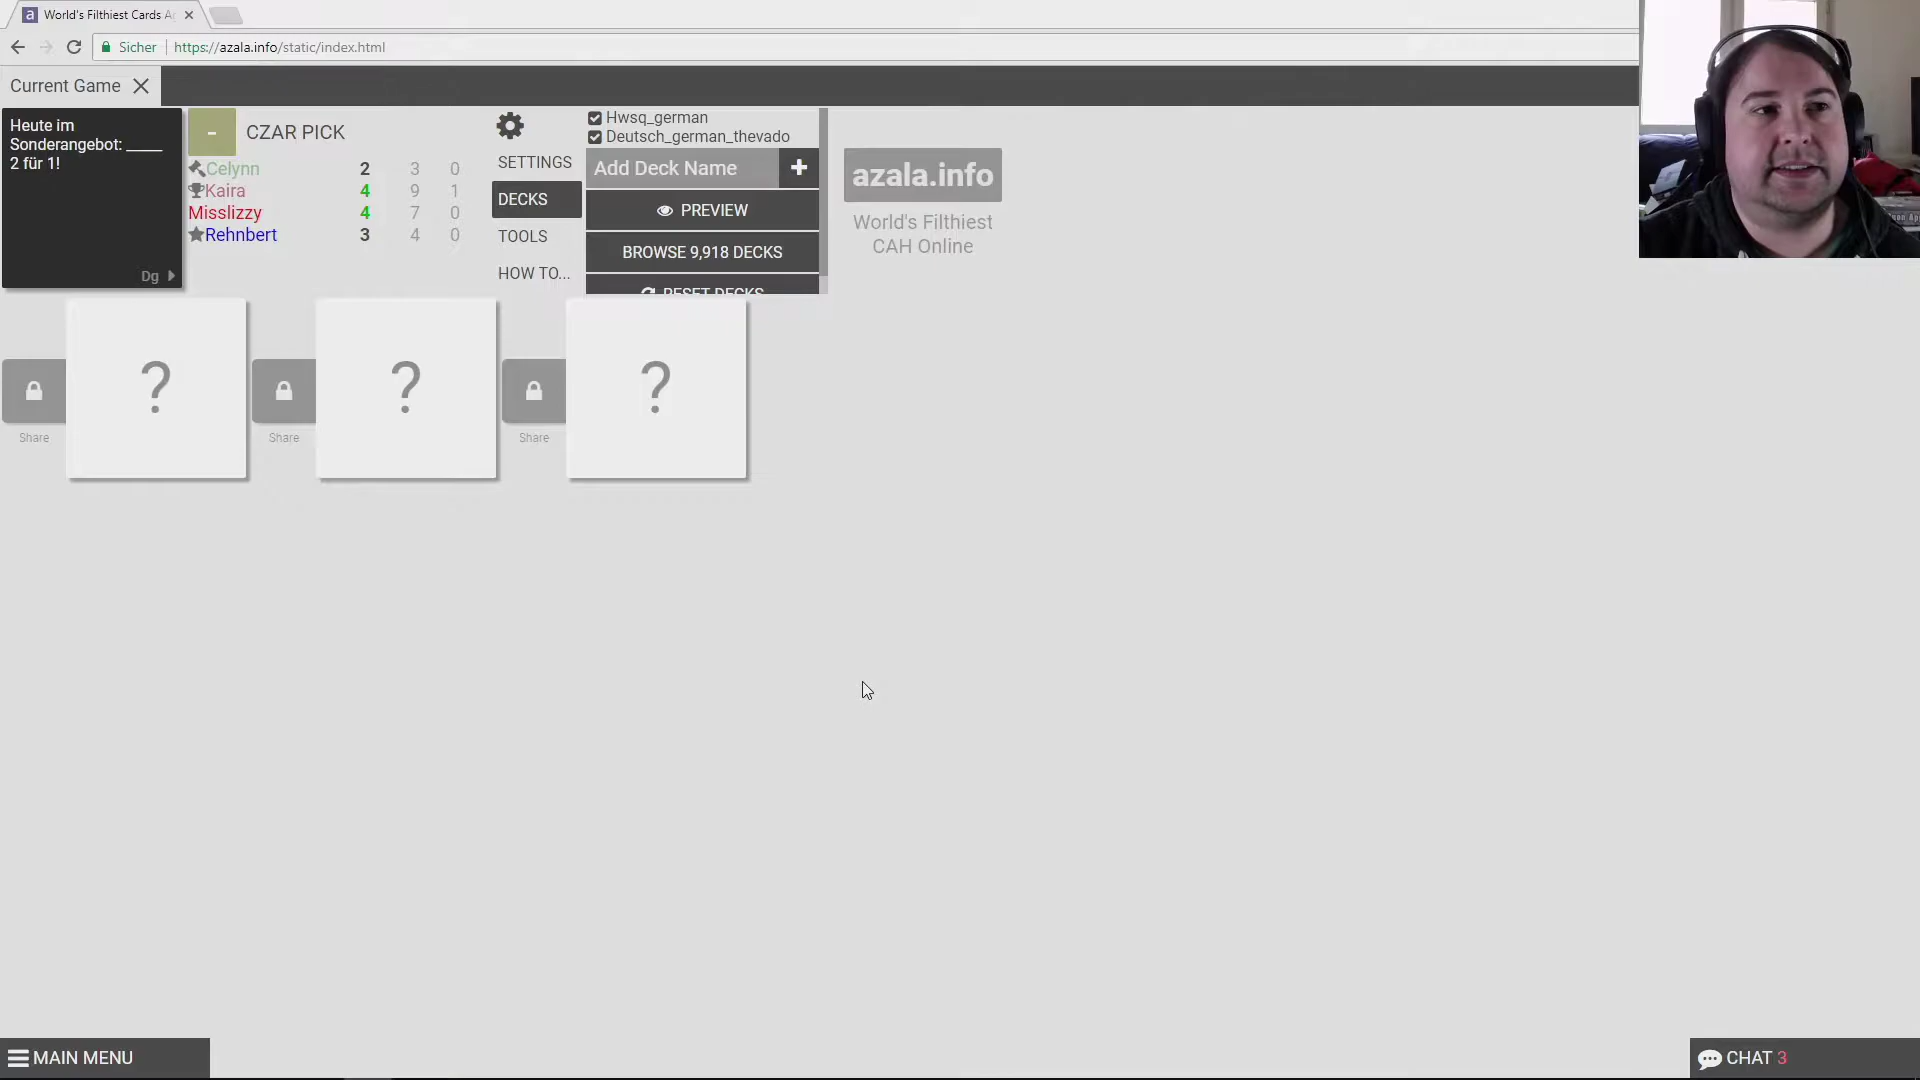 World's Filthiest Cards Ag
Sicher
https://azala.info/static/index.html
Current Game
Heute im
Sonderangebot: _____
2 für 1!
Dg
-
CZAR PICK
Celynn 2 3 0
Kaira 4 9 1
Misslizzy 4 7 0
Rehnbert 3 4 0
SETTINGS
DECKS
TOOLS
HOW TO...
Hwsq_german
Deutsch_german_thevado
Add Deck Name
PREVIEW
BROWSE 9,918 DECKS
RESET DECKS
azala.info
World's Filthiest
CAH Online
? ? ?
Share Share Share
MAIN MENU
CHAT 3